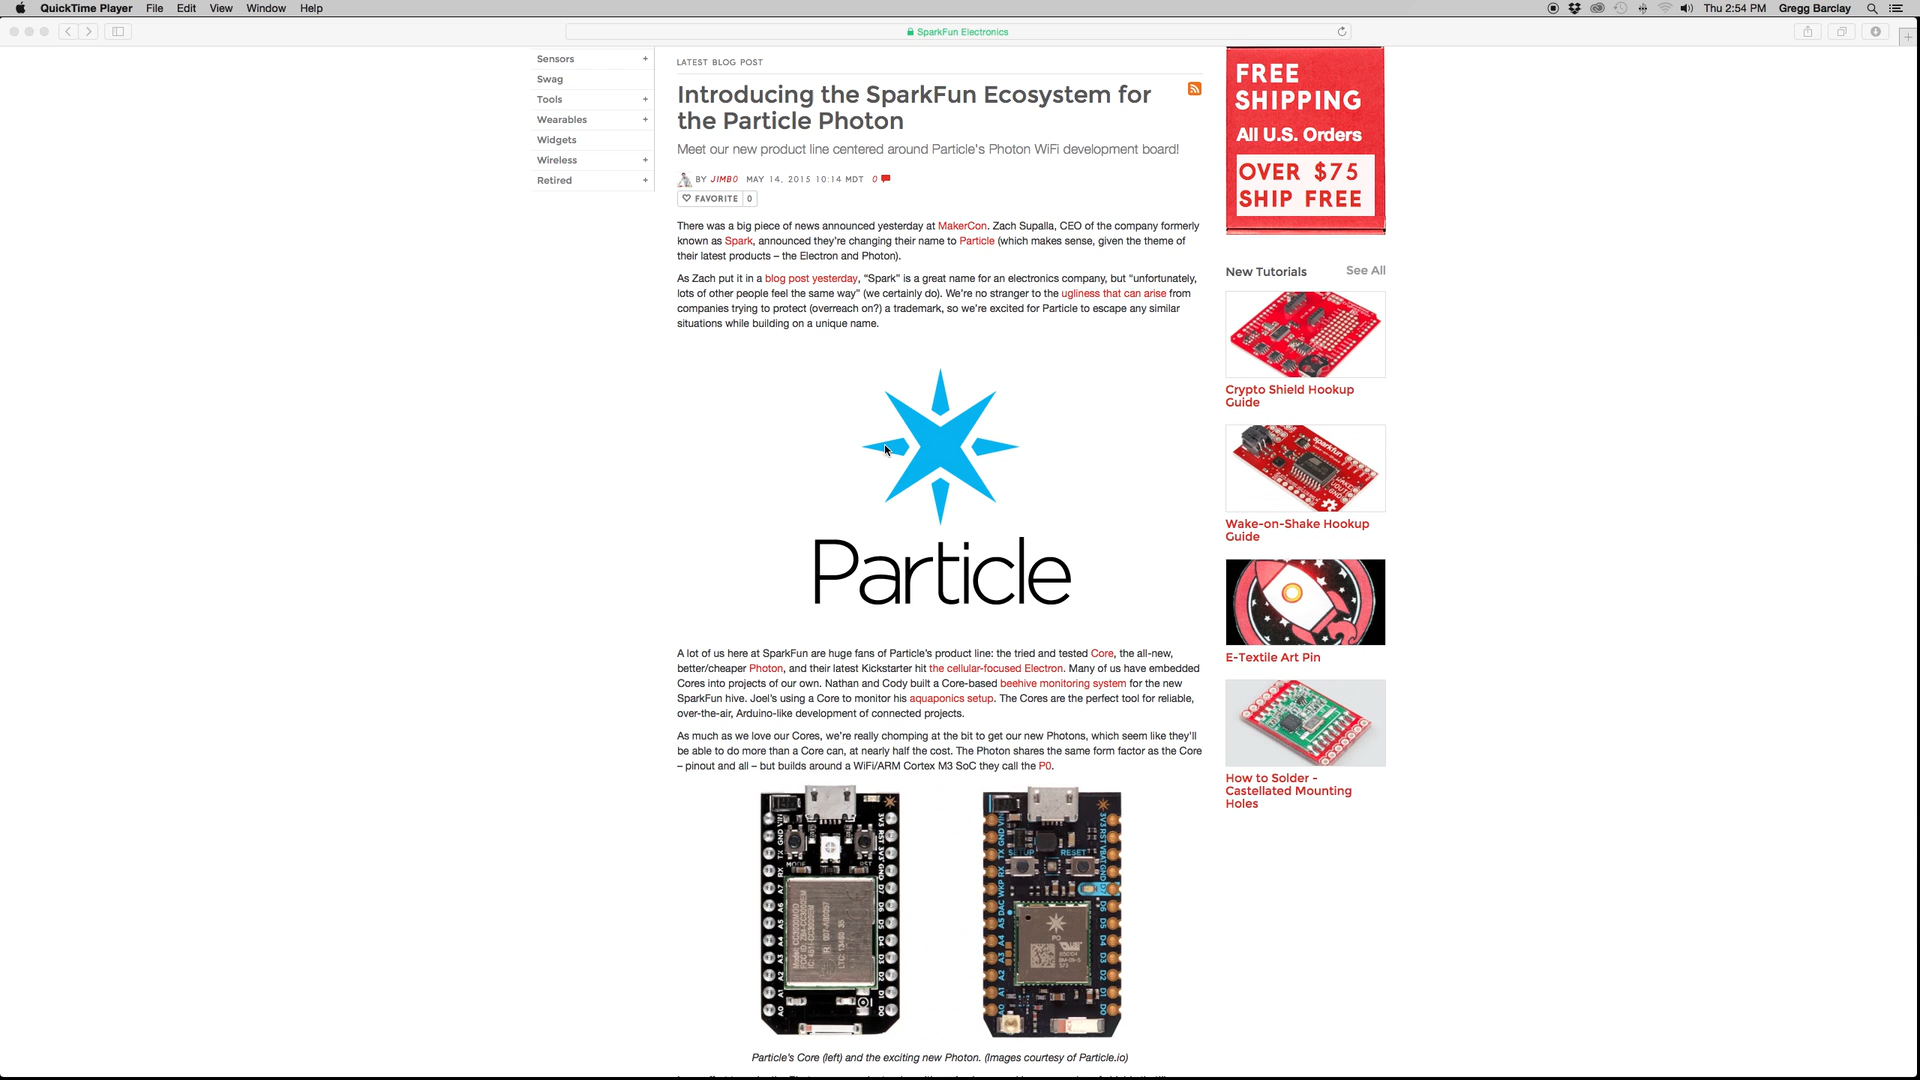 QuickTime Player File Edit View Window Help
Thu 2:54 PM Gregg Barclay
SparkFun Electronics
Sensors +
Swag
Tools +
Wearables +
Widgets
Wireless +
Retired +
LATEST BLOG POST
Introducing the SparkFun Ecosystem for
the Particle Photon
Meet our new product line centered around Particle's Photon WiFi development board!
BY JIMB0 MAY 14, 2015 10:14 MDT 0
FAVORITE 0
There was a big piece of news announced yesterday at MakerCon. Zach Supalla, CEO of the company formerly
known as Spark, announced they're changing their name to Particle (which makes sense, given the theme of
their latest products – the Electron and Photon).
As Zach put it in a blog post yesterday, “Spark” is a great name for an electronics company, but “unfortunately,
lots of other people feel the same way” (we certainly do). We're no stranger to the ugliness that can arise from
companies trying to protect (overreach on?) a trademark, so we're excited for Particle to escape any similar
situations while building on a unique name.
Particle
A lot of us here at SparkFun are huge fans of Particle's product line: the tried and tested Core, the all-new,
better/cheaper Photon, and their latest Kickstarter hit the cellular-focused Electron. Many of us have embedded
Cores into projects of our own. Nathan and Cody built a Core-based beehive monitoring system for the new
SparkFun hive. Joel's using a Core to monitor his aquaponics setup. The Cores are the perfect tool for reliable,
over-the-air, Arduino-like development of connected projects.
As much as we love our Cores, we're really chomping at the bit to get our new Photons, which seem like they'll
be able to do more than a Core can, at nearly half the cost. The Photon shares the same form factor as the Core
– pinout and all – but builds around a WiFi/ARM Cortex M3 SoC they call the P0.
MODE RST
SETUP RESET
Particle's Core (left) and the exciting new Photon. (Images courtesy of Particle.io)
FREE
SHIPPING
All U.S. Orders
OVER $75
SHIP FREE
New Tutorials See All
Crypto Shield Hookup
Guide
sparkfun
Wake-on-Shake Hookup
Guide
E-Textile Art Pin
How to Solder -
Castellated Mounting
Holes